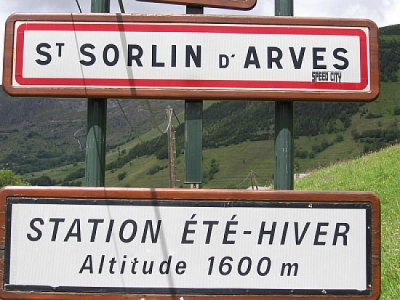 ST SORLIN D'ARVES
SPEED CITY
STATION ÉTÉ-HIVER
Altitude 1600 m